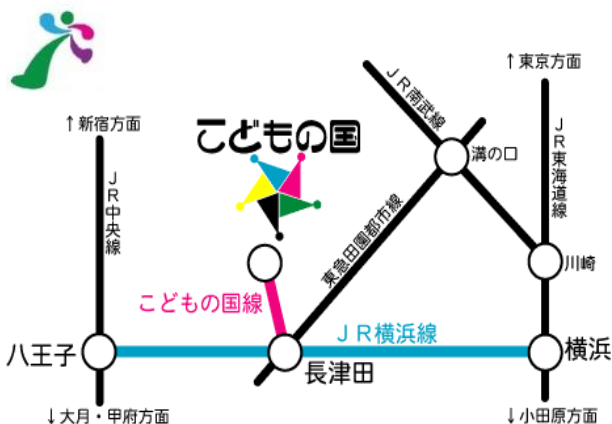 ↑東京方面
JR南武線
↑新宿方面
こどもの国
溝の口
JR東海道線
JR中央線
東急田園都市線
川崎
こどもの国線
JR横浜線
八王子
長津田
横浜
↓大月・甲府方面
↓小田原方面